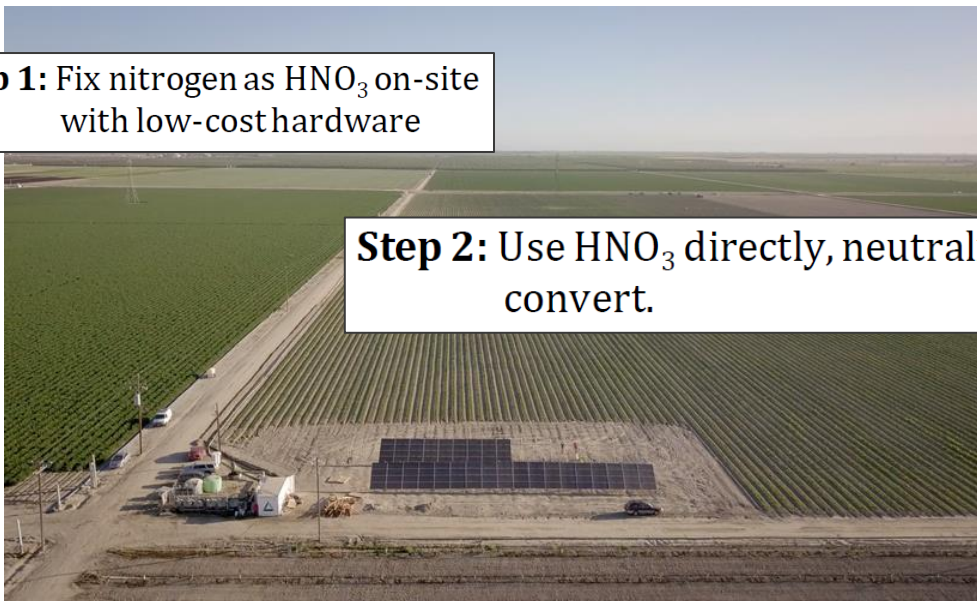 p 1: Fix nitrogen as HNO₃ on-site
with low-cost hardware
Step 2: Use HNO₃ directly, neutral
convert.